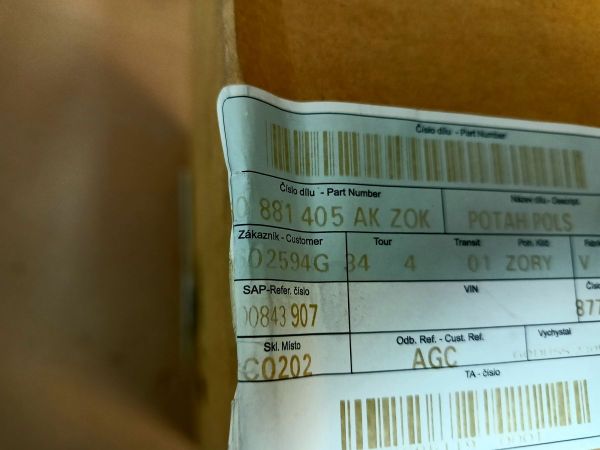 Číslo dílu - Part Number
Číslo dílu - Part Number Název dílu - Descript.
881 405 AK ZOK POTAH POLS
Zákazník - Customer Tour Transit Poh. Klíč
02594G 34 4 01 ZORY V
SAP-Refer. číslo VIN
00843 907 877
Skl. Místo Odb. Ref. - Cust. Ref. Vychystal
C0202 AGC
TA - číslo